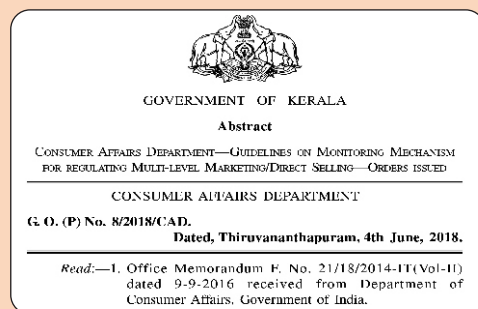 GOVERNMENT OF KERALA
Abstract
CONSUMER AFFAIRS DEPARTMENT—GUIDELINES ON MONITORING MECHANISM
FOR REGULATING MULTI-LEVEL MARKETING/DIRECT SELLING—ORDERS ISSUED
CONSUMER AFFAIRS DEPARTMENT
G. O. (P) No. 8/2018/CAD.
Dated, Thiruvananthapuram, 4th June, 2018.
Read:—1. Office Memorandum F. No. 21/18/2014-IT(Vol-II)
dated 9-9-2016 received from Department of
Consumer Affairs, Government of India.